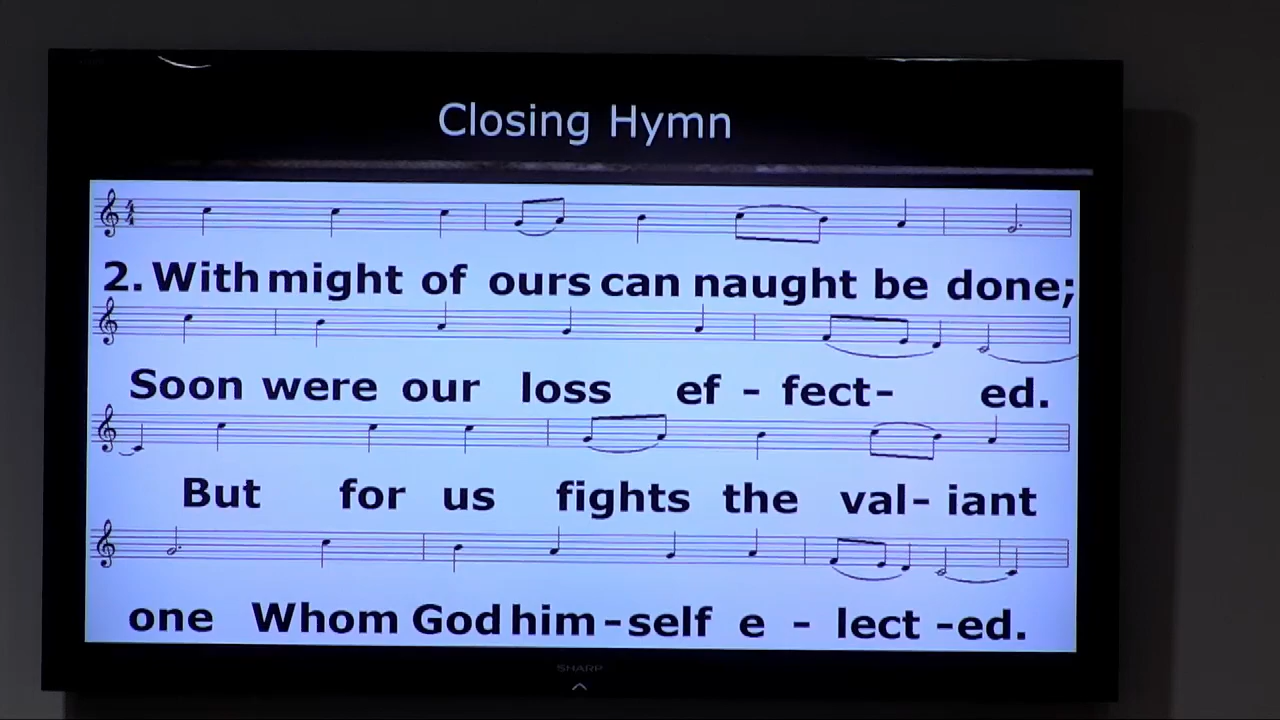 Closing Hymn
2. With might of ours can naught be done;
Soon were our loss ef - fect- ed.
But for us fights the val- iant
one Whom God him-self e - lect -ed.
SHARP